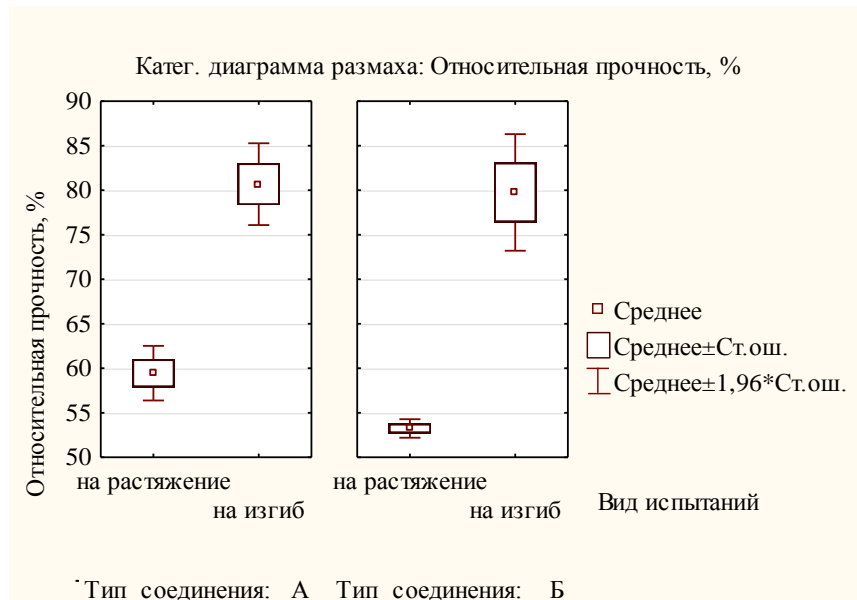 Катег. диаграмма размаха: Относительная прочность, %
Относительная прочность, %
90
85
80
75
70
65
60
55
50
на растяжение
на изгиб
Тип соединения: А
на растяжение
на изгиб
Тип соединения: Б
Вид испытаний
Среднее
Среднее±Ст.ош.
Среднее±1,96*Ст.ош.